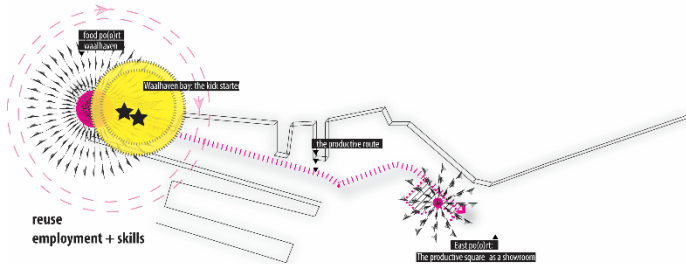 food po(o)rt
waalhaven
Waalhaven bay: the kick starter
the productive route
reuse
employment + skills
East po(o)rt:
The productive square as a showroom